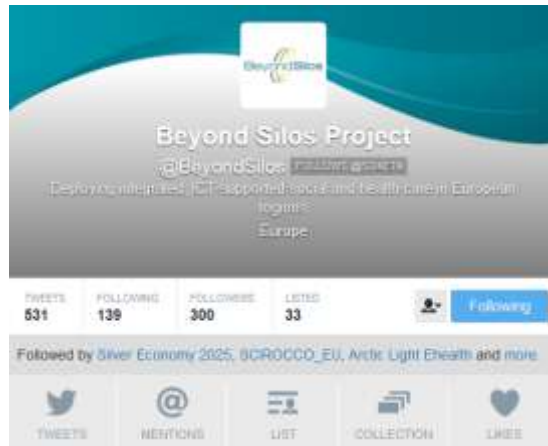 BeyondSilos
Beyond Silos Project
@BeyondSilos FOLLOWS
Deploying integrated, ICT-supported social and health care in European
regions
Europe
TWEETS FOLLOWING FOLLOWERS LISTED
531 139 300 33
Following
Followed by Silver Economy 2025, SCIROCCO_EU, Arctic Light Ehealth and more
TWEETS MENTIONS LIST COLLECTION LIKES